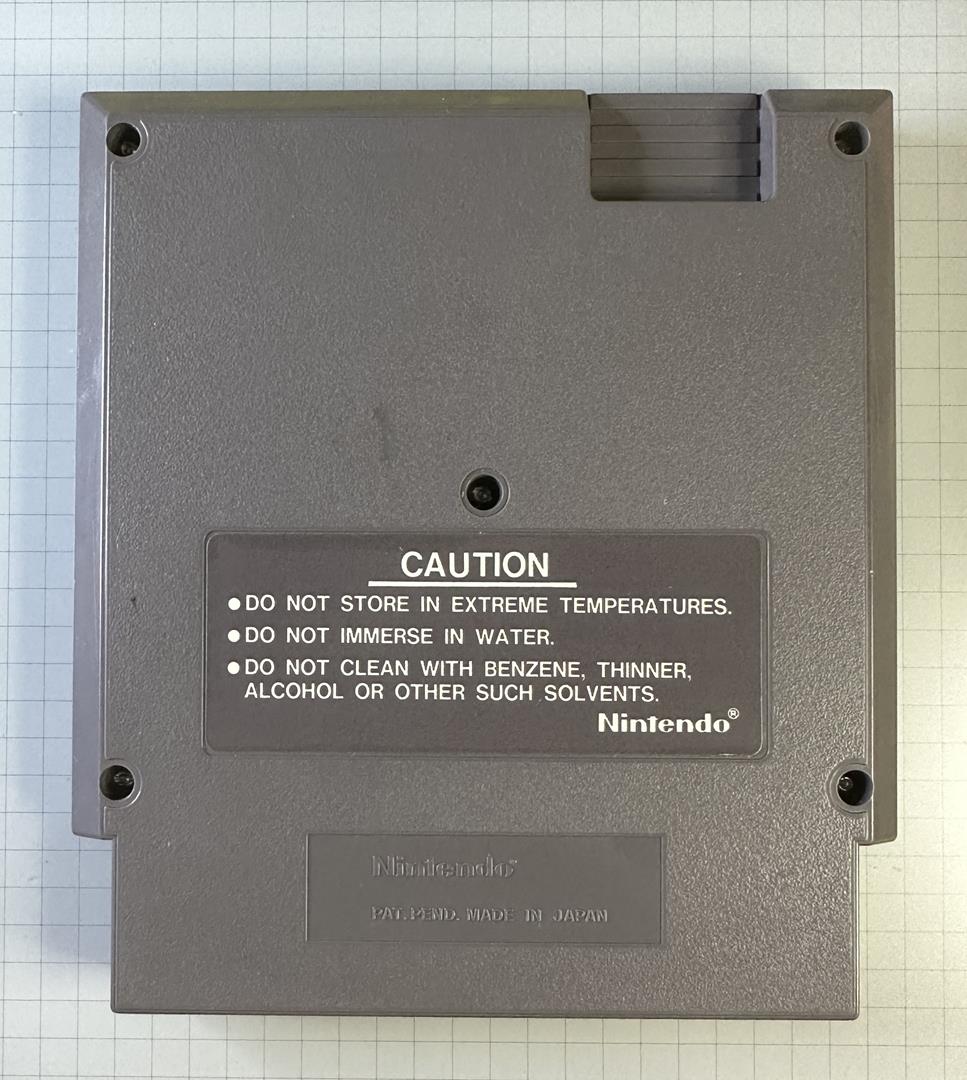 CAUTION
●DO NOT STORE IN EXTREME TEMPERATURES.
●DO NOT IMMERSE IN WATER.
●DO NOT CLEAN WITH BENZENE, THINNER,
ALCOHOL OR OTHER SUCH SOLVENTS.
Nintendo®
Nintendo®
PAT. PEND. MADE IN JAPAN